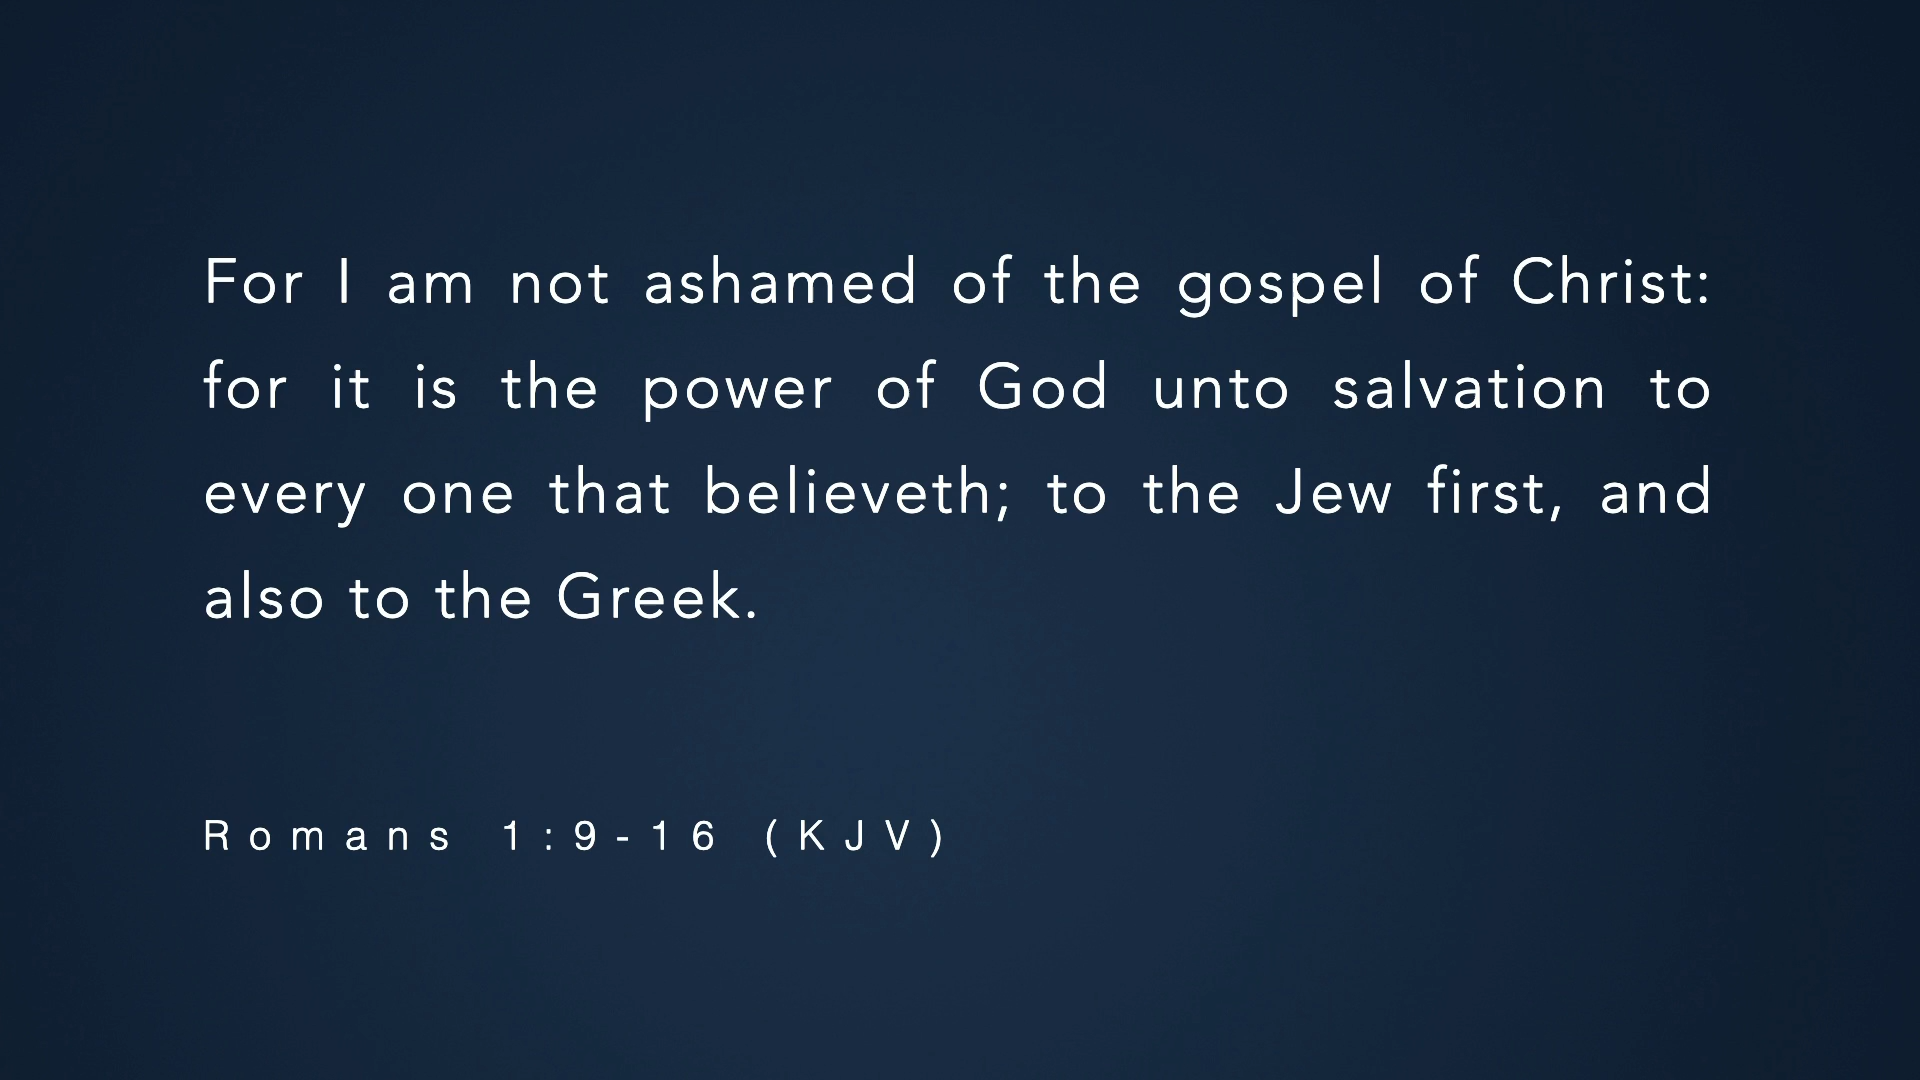 For I am not ashamed of the gospel of Christ:
for it is the power of God unto salvation to
every one that believeth; to the Jew first, and
also to the Greek.
Romans 1:9-16 (KJV)